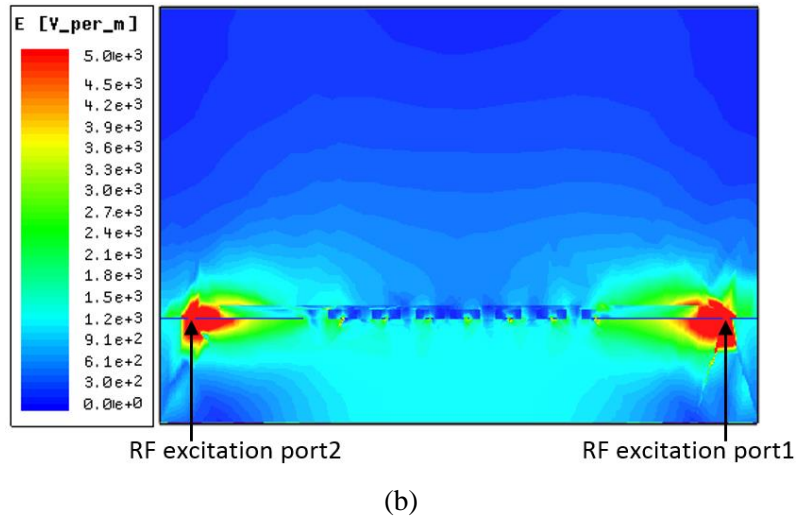 E [V_per_m]
5.0e+3
4.5e+3
4.2e+3
3.9e+3
3.6e+3
3.3e+3
3.0e+3
2.7e+3
2.4e+3
2.1e+3
1.8e+3
1.5e+3
1.2e+3
9.1e+2
6.1e+2
3.0e+2
0.0e+0
RF excitation port2
RF excitation port1
(b)